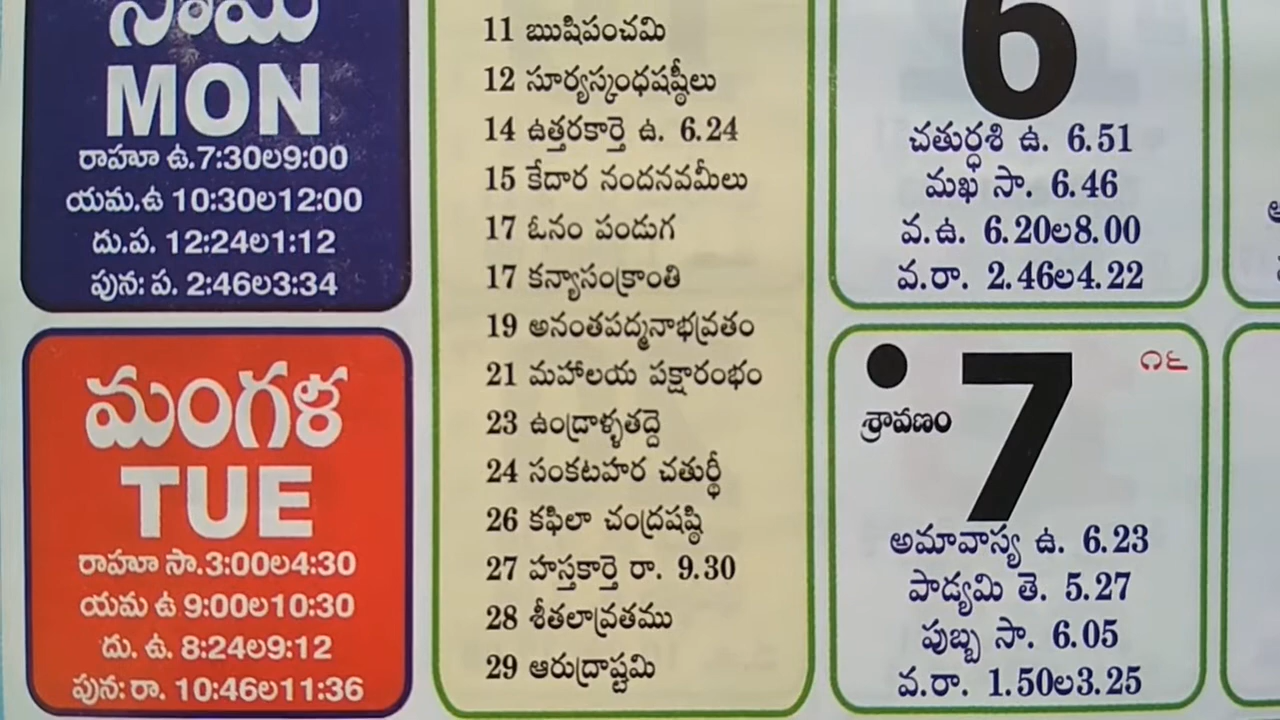 సోమ
MON
రాహూ ఉ.7:30ల9:00
యమ.ఉ 10:30ల12:00
దు.ప. 12:24ల1:12
పున: ప. 2:46ల3:34
మంగళ
TUE
రాహూ సా.3:00ల4:30
యమ ఉ 9:00ల10:30
దు. ఉ. 8:24ల9:12
పున: రా. 10:46ల11:36
11 ఋషిపంచమి
12 సూర్యస్కంధషష్ఠీలు
14 ఉత్తరకార్తె ఉ. 6.24
15 కేదార నందనవమీలు
17 ఓనం పండుగ
17 కన్యాసంక్రాంతి
19 అనంతపద్మనాభవ్రతం
21 మహాలయ పక్షారంభం
23 ఉండ్రాళ్ళతద్దె
24 సంకటహర చతుర్థీ
26 కఫిలా చంద్రషష్ఠి
27 హస్తకార్తె రా. 9.30
28 శీతలావ్రతము
29 ఆరుద్రాష్టమి
6
చతుర్ధశి ఉ. 6.51
మఖ సా. 6.46
వ.ఉ. 6.20ల8.00
వ.రా. 2.46ల4.22
7
౧౬
శ్రావణం
అమావాస్య ఉ. 6.23
పాడ్యమి తె. 5.27
పుబ్బ సా. 6.05
వ.రా. 1.50ల3.25